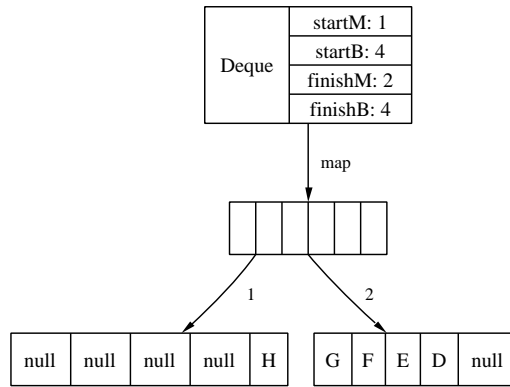 Deque
startM: 1
startB: 4
finishM: 2
finishB: 4
map
1
2
null null null null H
G F E D null